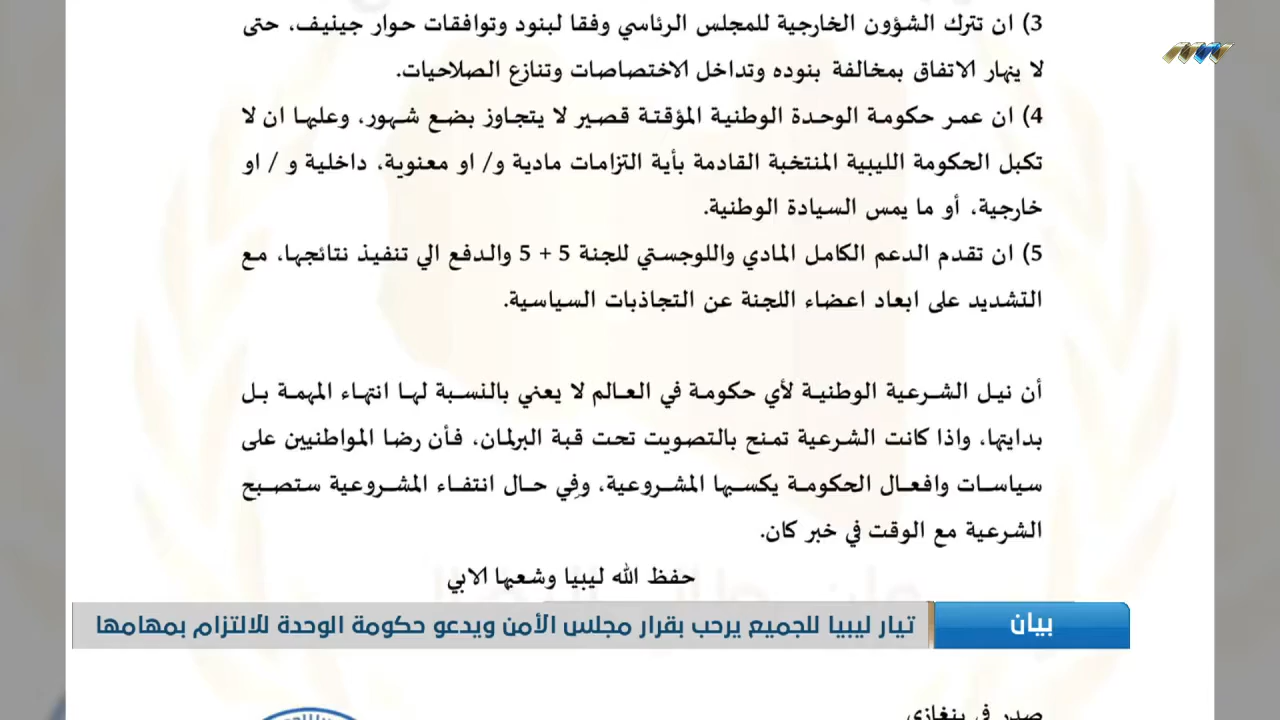 3) ان تترك الشؤون الخارجية للمجلس الرئاسي وفقا لبنود وتوافقات حوار جينيف، حتى
لا ينهار الاتفاق بمخالفة بنوده وتداخل الاختصاصات وتنازع الصلاحيات.
4) ان عمر حكومة الوحدة الوطنية المؤقتة قصير لا يتجاوز بضع شهور، وعليها ان لا
تكبل الحكومة الليبية المنتخبة القادمة بأية التزامات مادية و/ او معنوية، داخلية و / او
خارجية، أو ما يمس السيادة الوطنية.
5) ان تقدم الدعم الكامل المادي واللوجستي للجنة 5 + 5 والدفع الي تنفيذ نتائجها، مع
التشديد على ابعاد اعضاء اللجنة عن التجاذبات السياسية.
أن نيل الشرعية الوطنية لأي حكومة في العالم لا يعني بالنسبة لها انتهاء المهمة بل
بدايتها، واذا كانت الشرعية تمنح بالتصويت تحت قبة البرلمان، فأن رضا المواطنيين على
سياسات وافعال الحكومة يكسبها المشروعية، وفي حال انتفاء المشروعية ستصبح
الشرعية مع الوقت في خبر كان.
حفظ الله ليبيا وشعبها الابي
بيان
تيار ليبيا للجميع يرحب بقرار مجلس الأمن ويدعو حكومة الوحدة للالتزام بمهامها
صدر في بنغازي